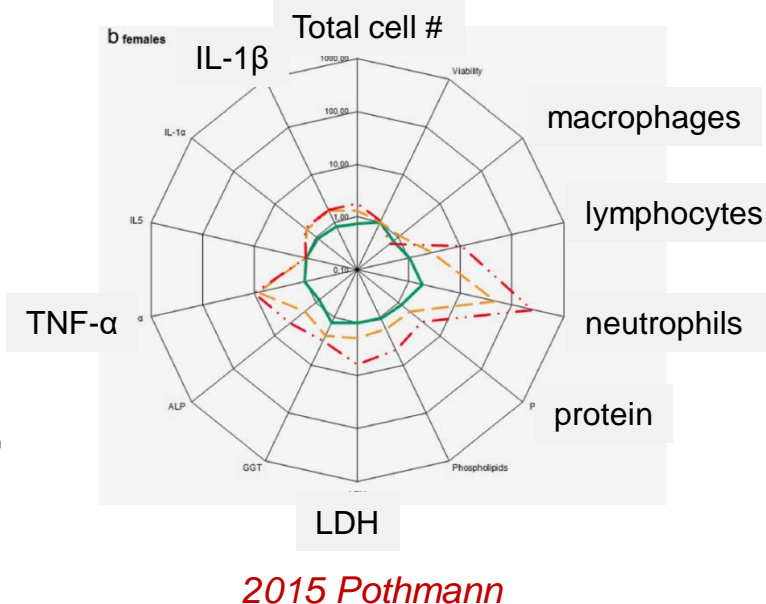 Total cell #
b females
IL-1β
1000,00
Viability
100,00
macrophages
IL-1α
10,00
lymphocytes
IL5
1,00
0,10
TNF-α
α
neutrophils
ALP
P
protein
GGT
Phospholipids
LDH
2015 Pothmann